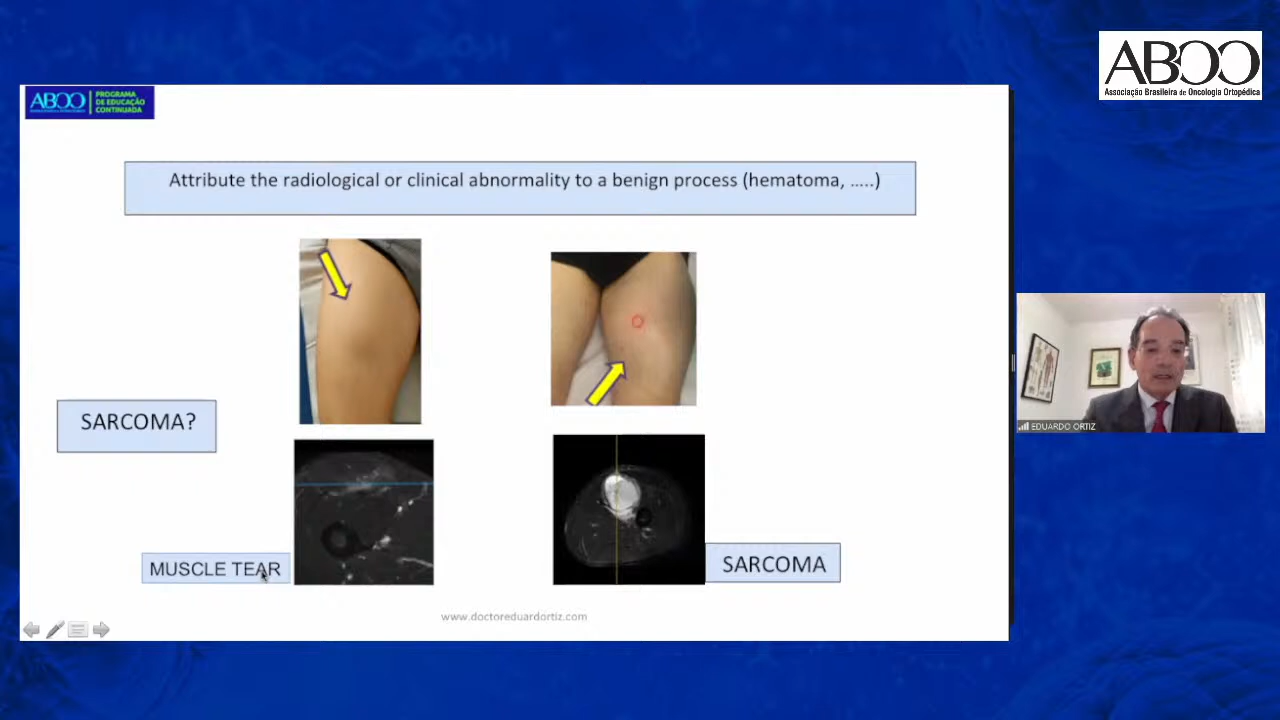 ABOO
Associação Brasileira de Oncologia Ortopédica
ABOO
PROGRAMA
DE EDUCAÇÃO
CONTINUADA
Attribute the radiological or clinical abnormality to a benign process (hematoma, .....)
SARCOMA?
EDUARDO ORTIZ
MUSCLE TEAR
SARCOMA
www.doctoreduardortiz.com